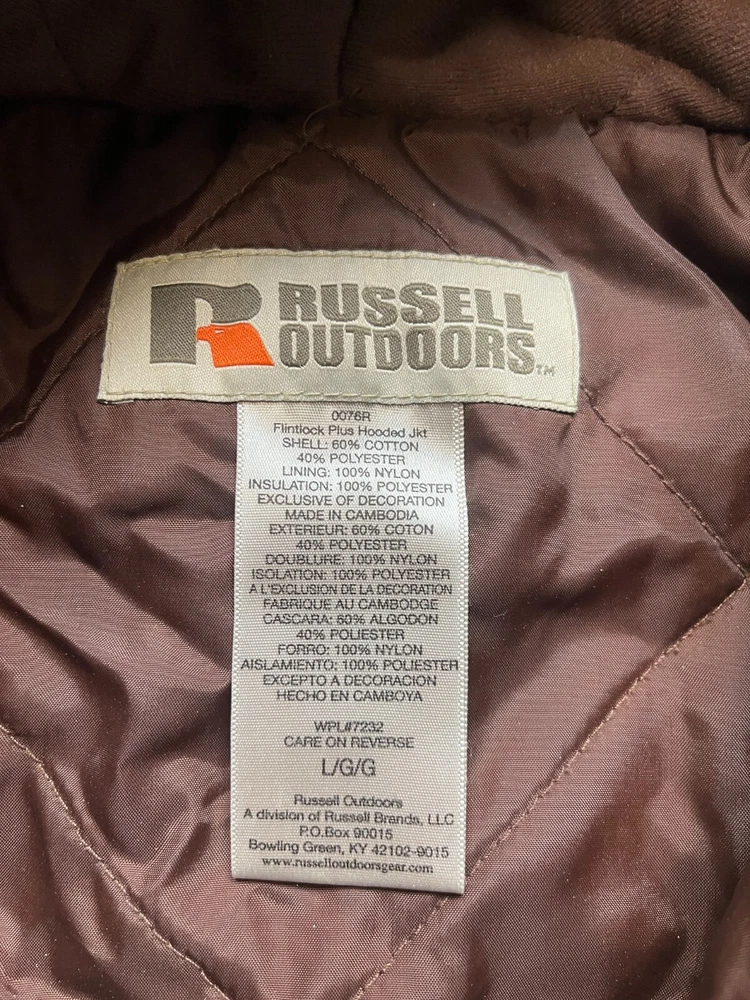 RUSSELL
OUTDOORS™
0076R
Flintlock Plus Hooded Jkt
SHELL: 60% COTTON
40% POLYESTER
LINING: 100% NYLON
INSULATION: 100% POLYESTER
EXCLUSIVE OF DECORATION
MADE IN CAMBODIA
EXTERIEUR: 60% COTON
40% POLYESTER
DOUBLURE: 100% NYLON
ISOLATION: 100% POLYESTER
A L'EXCLUSION DE LA DECORATION
FABRIQUE AU CAMBODGE
CASCARA: 60% ALGODON
40% POLIESTER
FORRO: 100% NYLON
AISLAMIENTO: 100% POLIESTER
EXCEPTO A DECORACION
HECHO EN CAMBOYA
WPL#7232
CARE ON REVERSE
L/G/G
Russell Outdoors
A division of Russell Brands, LLC
P.O.Box 90015
Bowling Green, KY 42102-9015
www.russelloutdoorsgear.com